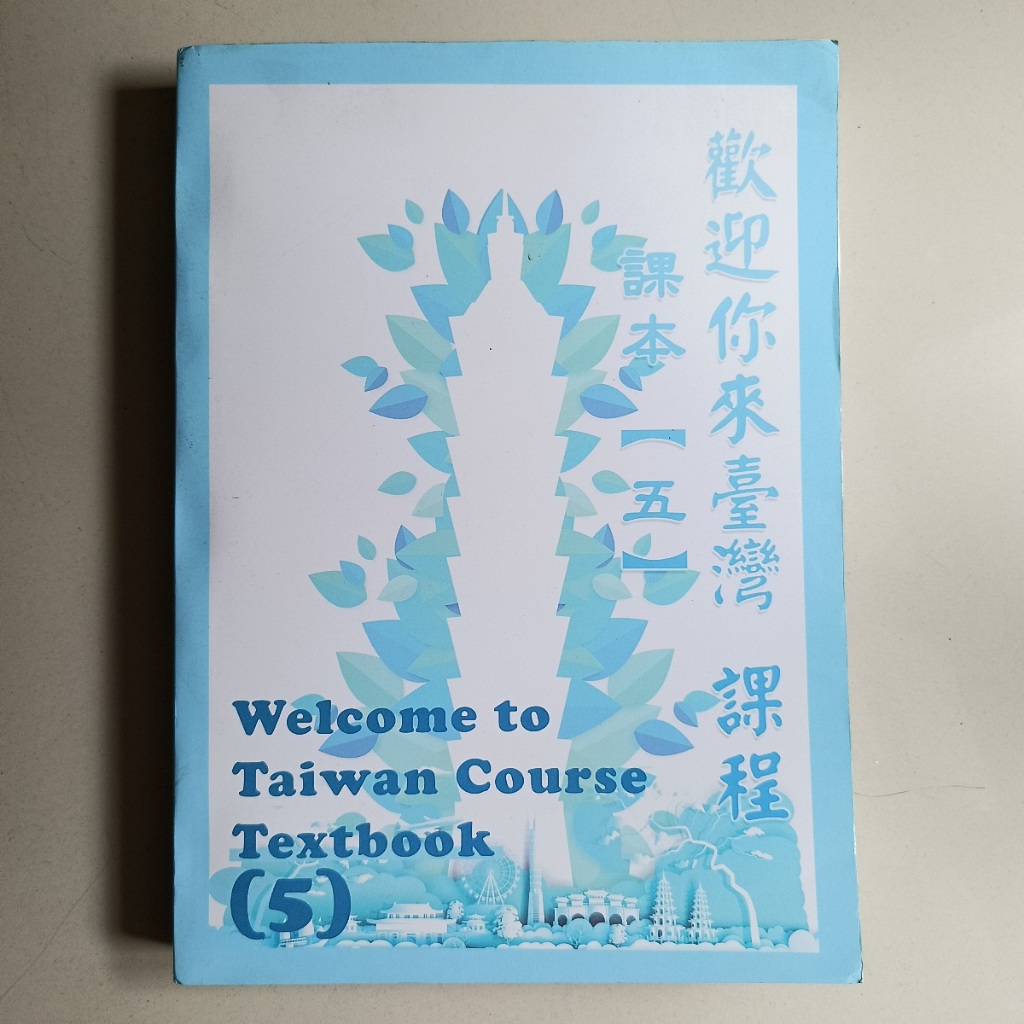 歡迎你來臺灣 課程
課本【五】
Welcome to
Taiwan Course
Textbook
(5)